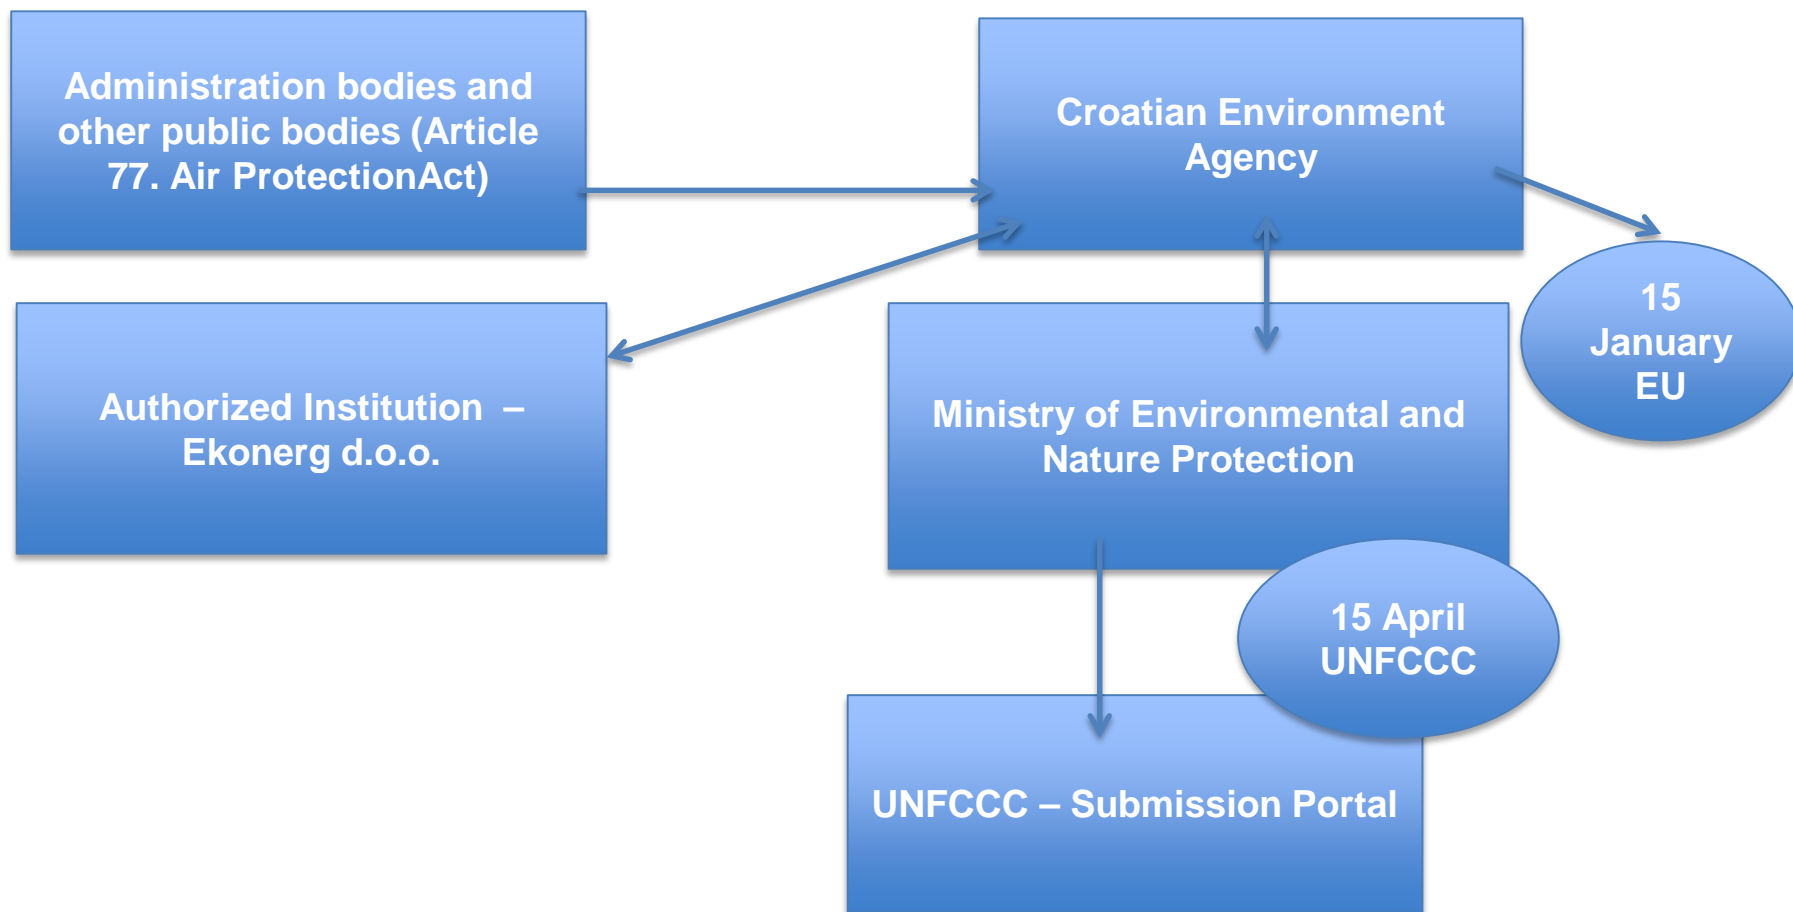 Administration bodies and
other public bodies (Article
77. Air ProtectionAct)
Croatian Environment
Agency
15
January
EU
Authorized Institution –
Ekonerg d.o.o.
Ministry of Environmental and
Nature Protection
15 April
UNFCCC
UNFCCC – Submission Portal